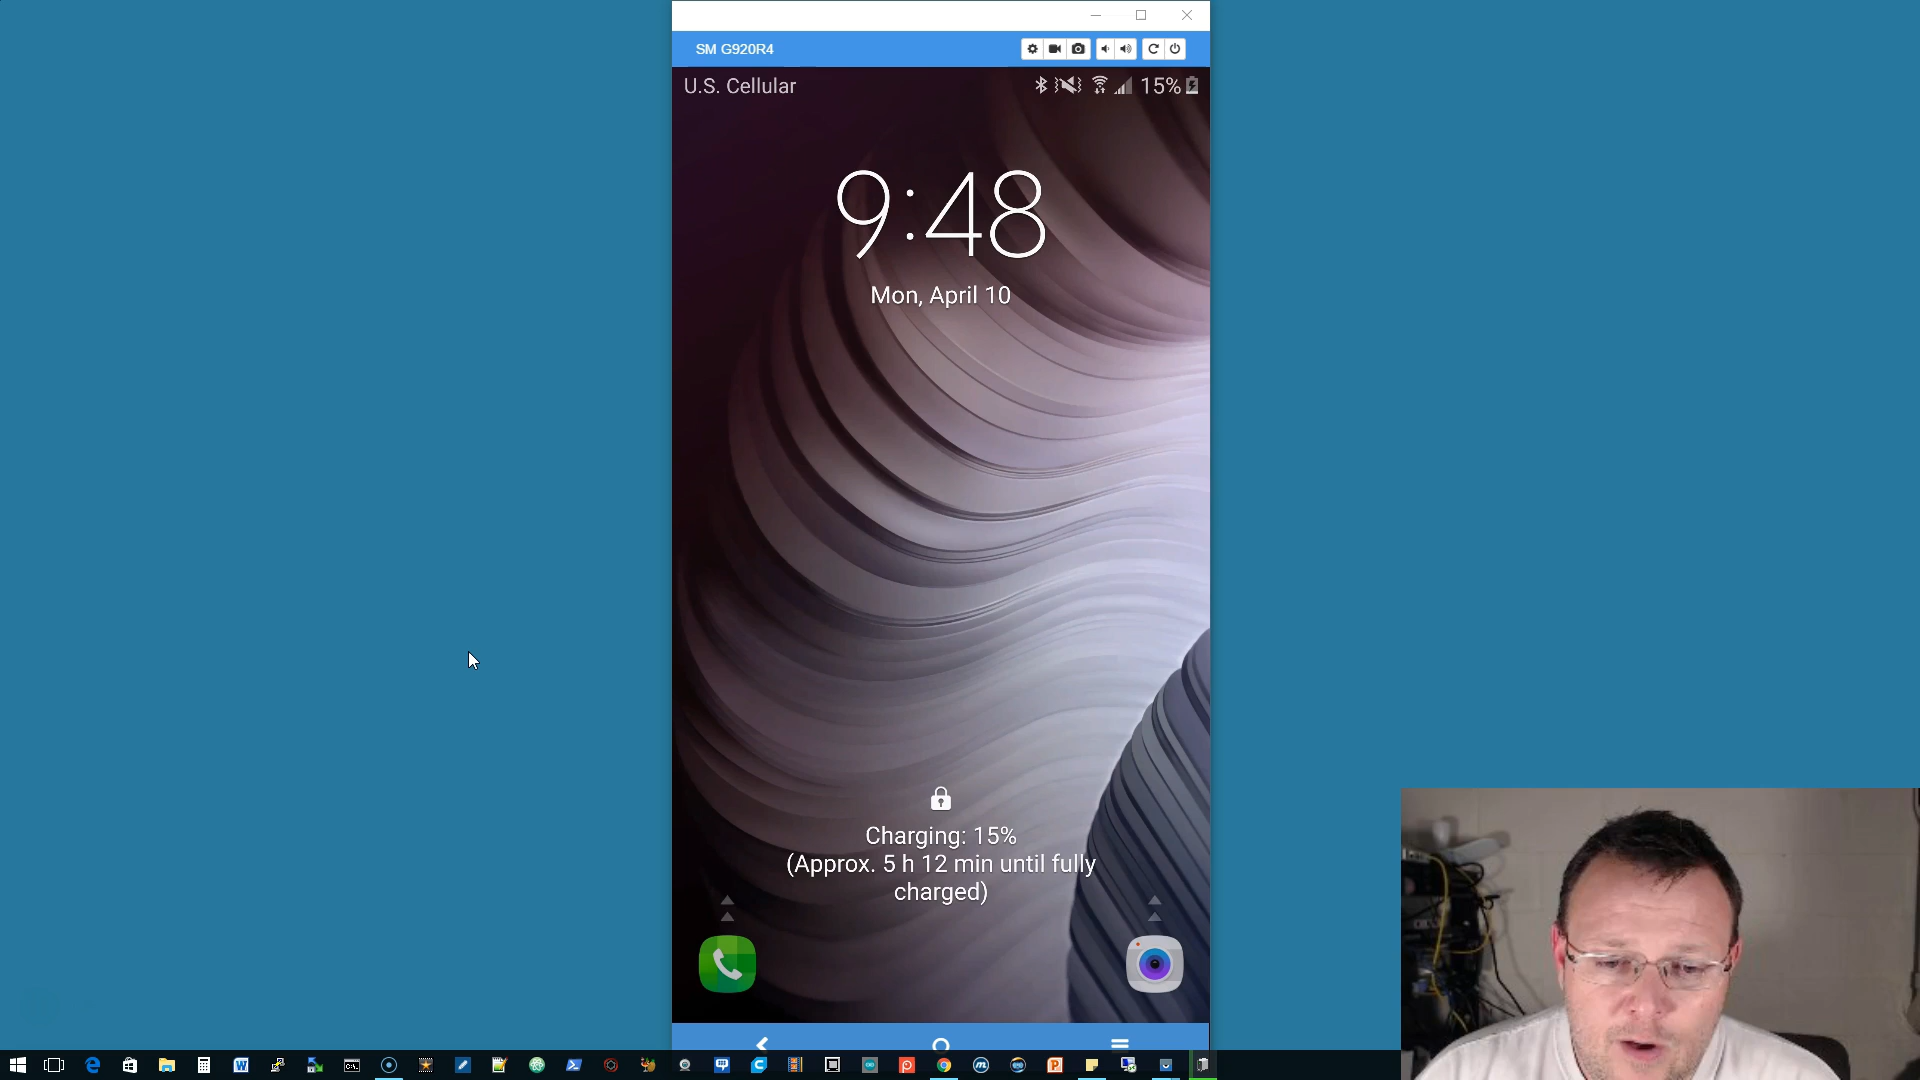 SM G920R4
U.S. Cellular
15%
9:48
Mon, April 10
Charging: 15%
(Approx. 5 h 12 min until fully
charged)